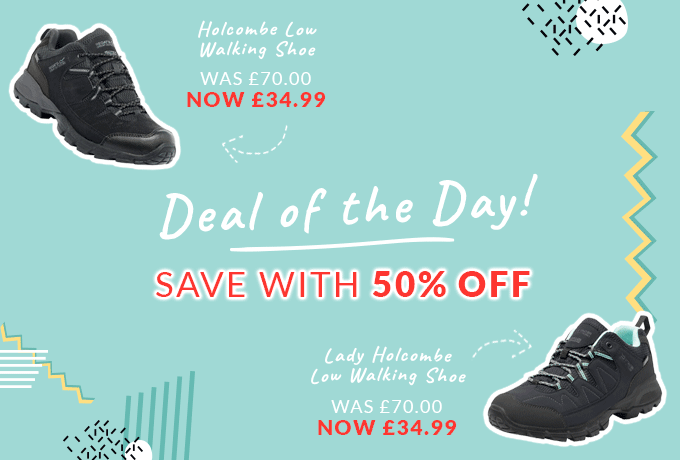 Holcombe Low
Walking Shoe
WAS £70.00
NOW £34.99
Deal of the Day!
SAVE WITH 50% OFF
Lady Holcombe
Low Walking Shoe
WAS £70.00
NOW £34.99